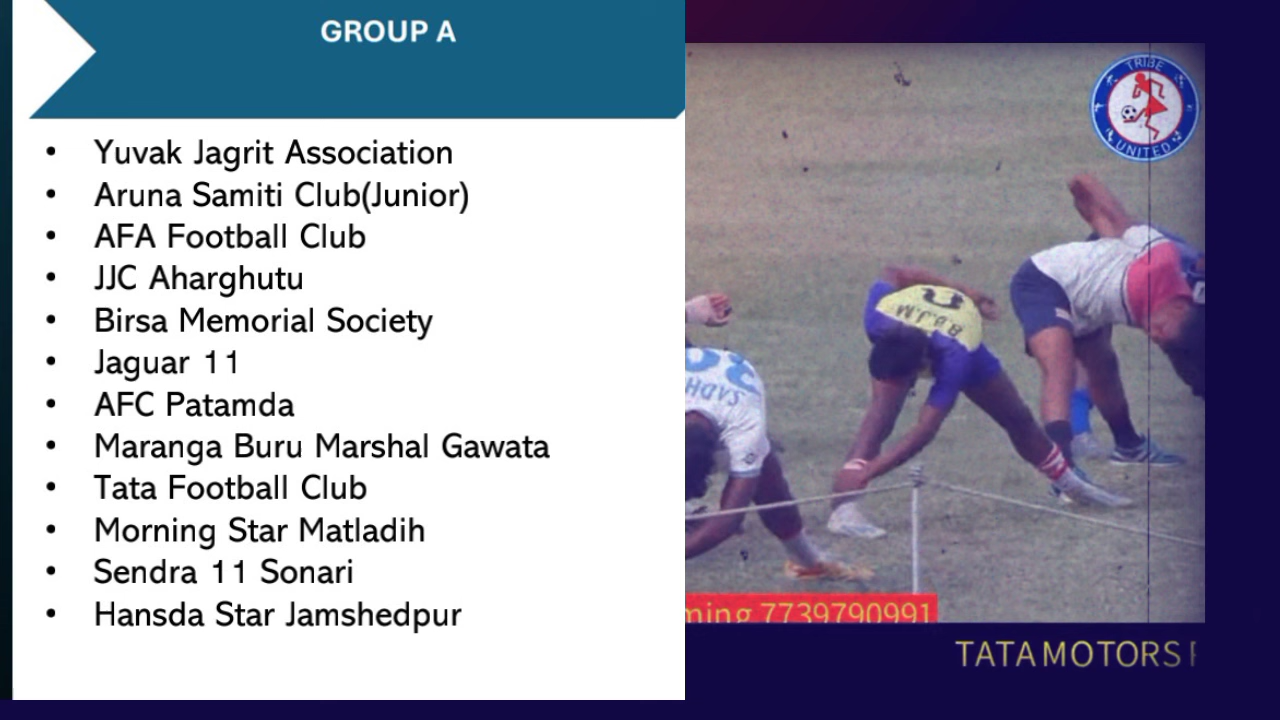 GROUP A
• Yuvak Jagrit Association
• Aruna Samiti Club(Junior)
• AFA Football Club
• JJC Aharghutu
• Birsa Memorial Society
• Jaguar 11
• AFC Patamda
• Maranga Buru Marshal Gawata
• Tata Football Club
• Morning Star Matladih
• Sendra 11 Sonari
• Hansda Star Jamshedpur
TRIBE
UNITED
B.B.J.M
ming 7739790991
TATA MOTORS